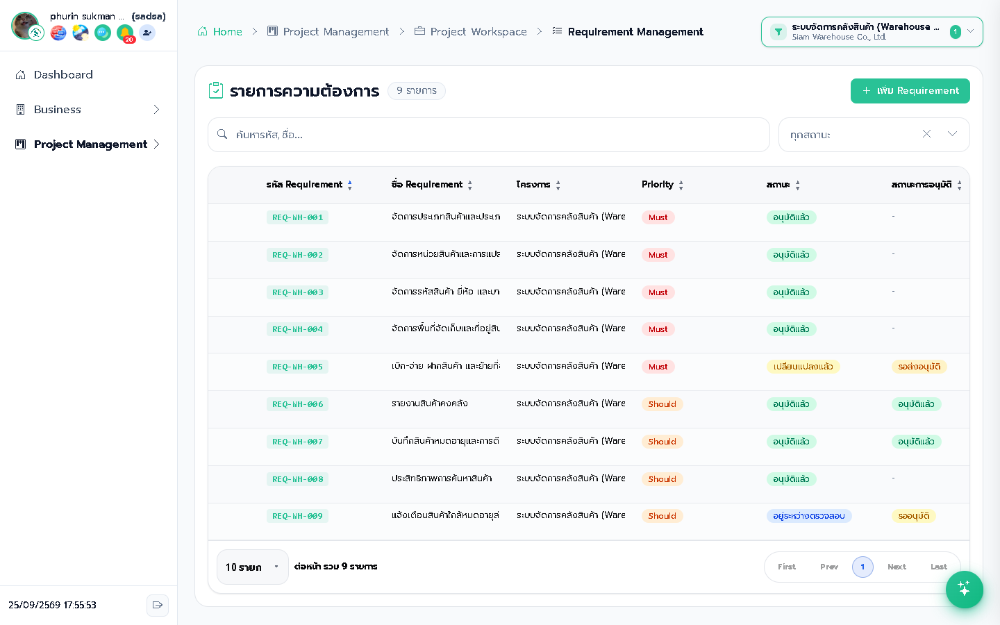 phurin sukman ... (sadsa)
20
Dashboard
Business
Project Management
25/09/2569 17:55:53
Home > Project Management > Project Workspace > Requirement Management
ระบบจัดการคลังสินค้า (Warehouse ...
Siam Warehouse Co., Ltd.
1
รายการความต้องการ
9 รายการ
+ เพิ่ม Requirement
ค้นหารหัส, ชื่อ...
ทุกสถานะ
รหัส Requirement ชื่อ Requirement โครงการ Priority สถานะ สถานะการอนุมัติ
REQ-WH-001 จัดการประเภทสินค้าและประเภ ระบบจัดการคลังสินค้า (Ware Must อนุมัติแล้ว -
REQ-WH-002 จัดการหน่วยสินค้าและการแปล ระบบจัดการคลังสินค้า (Ware Must อนุมัติแล้ว -
REQ-WH-003 จัดการรหัสสินค้า ยี่ห้อ และบา ระบบจัดการคลังสินค้า (Ware Must อนุมัติแล้ว -
REQ-WH-004 จัดการพื้นที่จัดเก็บและที่อยู่สิน ระบบจัดการคลังสินค้า (Ware Must อนุมัติแล้ว -
REQ-WH-005 เบิก-จ่าย ฝากสินค้า และย้ายที่ ระบบจัดการคลังสินค้า (Ware Must เปลี่ยนแปลงแล้ว รอส่งอนุมัติ
REQ-WH-006 รายงานสินค้าคงคลัง ระบบจัดการคลังสินค้า (Ware Should อนุมัติแล้ว อนุมัติแล้ว
REQ-WH-007 บันทึกสินค้าหมดอายุและการตี ระบบจัดการคลังสินค้า (Ware Should อนุมัติแล้ว อนุมัติแล้ว
REQ-WH-008 ประสิทธิภาพการค้นหาสินค้า ระบบจัดการคลังสินค้า (Ware Should อนุมัติแล้ว -
REQ-WH-009 แจ้งเตือนสินค้าใกล้หมดอายุล่ ระบบจัดการคลังสินค้า (Ware Should อยู่ระหว่างตรวจสอบ รออนุมัติ
10 รายก ต่อหน้า รวม 9 รายการ
First Prev 1 Next Last